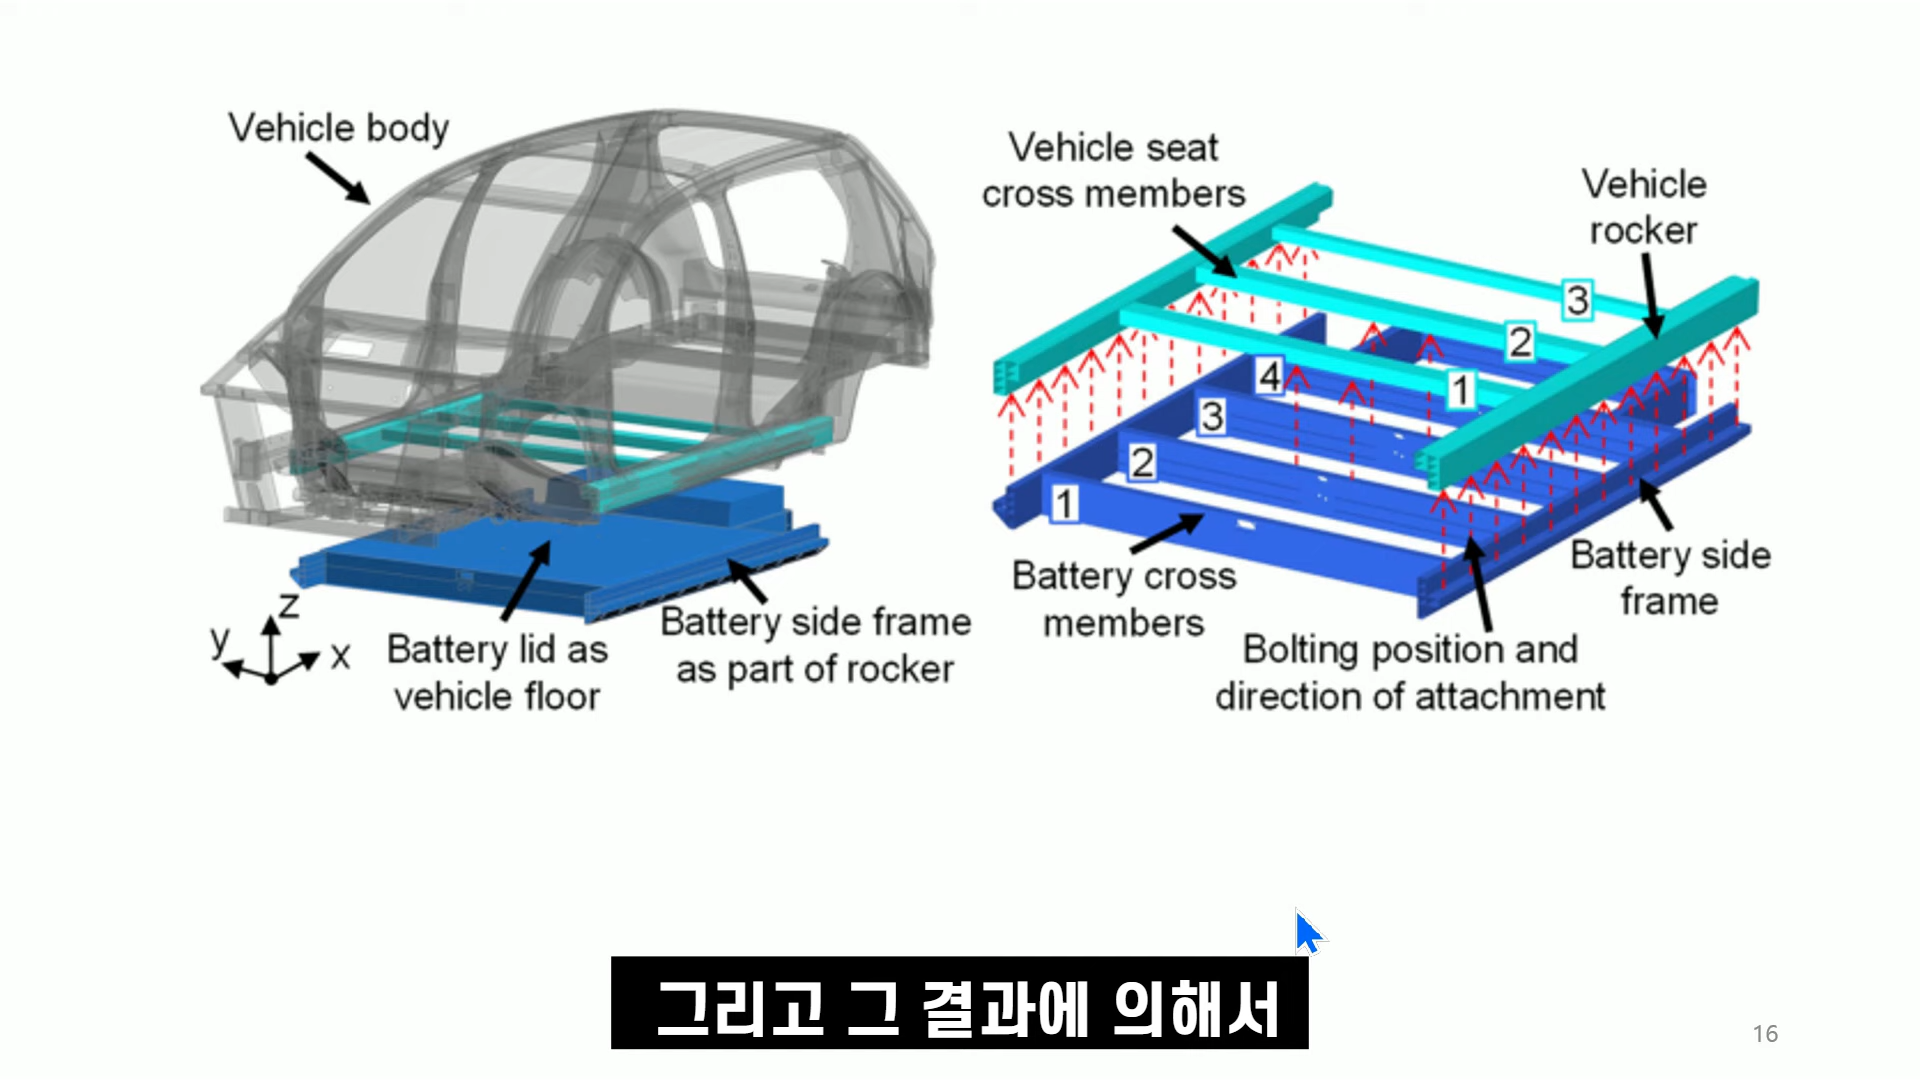 Vehicle body
Vehicle seat
cross members
Vehicle
rocker
3
2
1
4
3
2
1
Battery side frame
as part of rocker
Battery lid as
vehicle floor
z
y
x
Battery cross
members
Battery side
frame
Bolting position and
direction of attachment
그리고 그 결과에 의해서
16